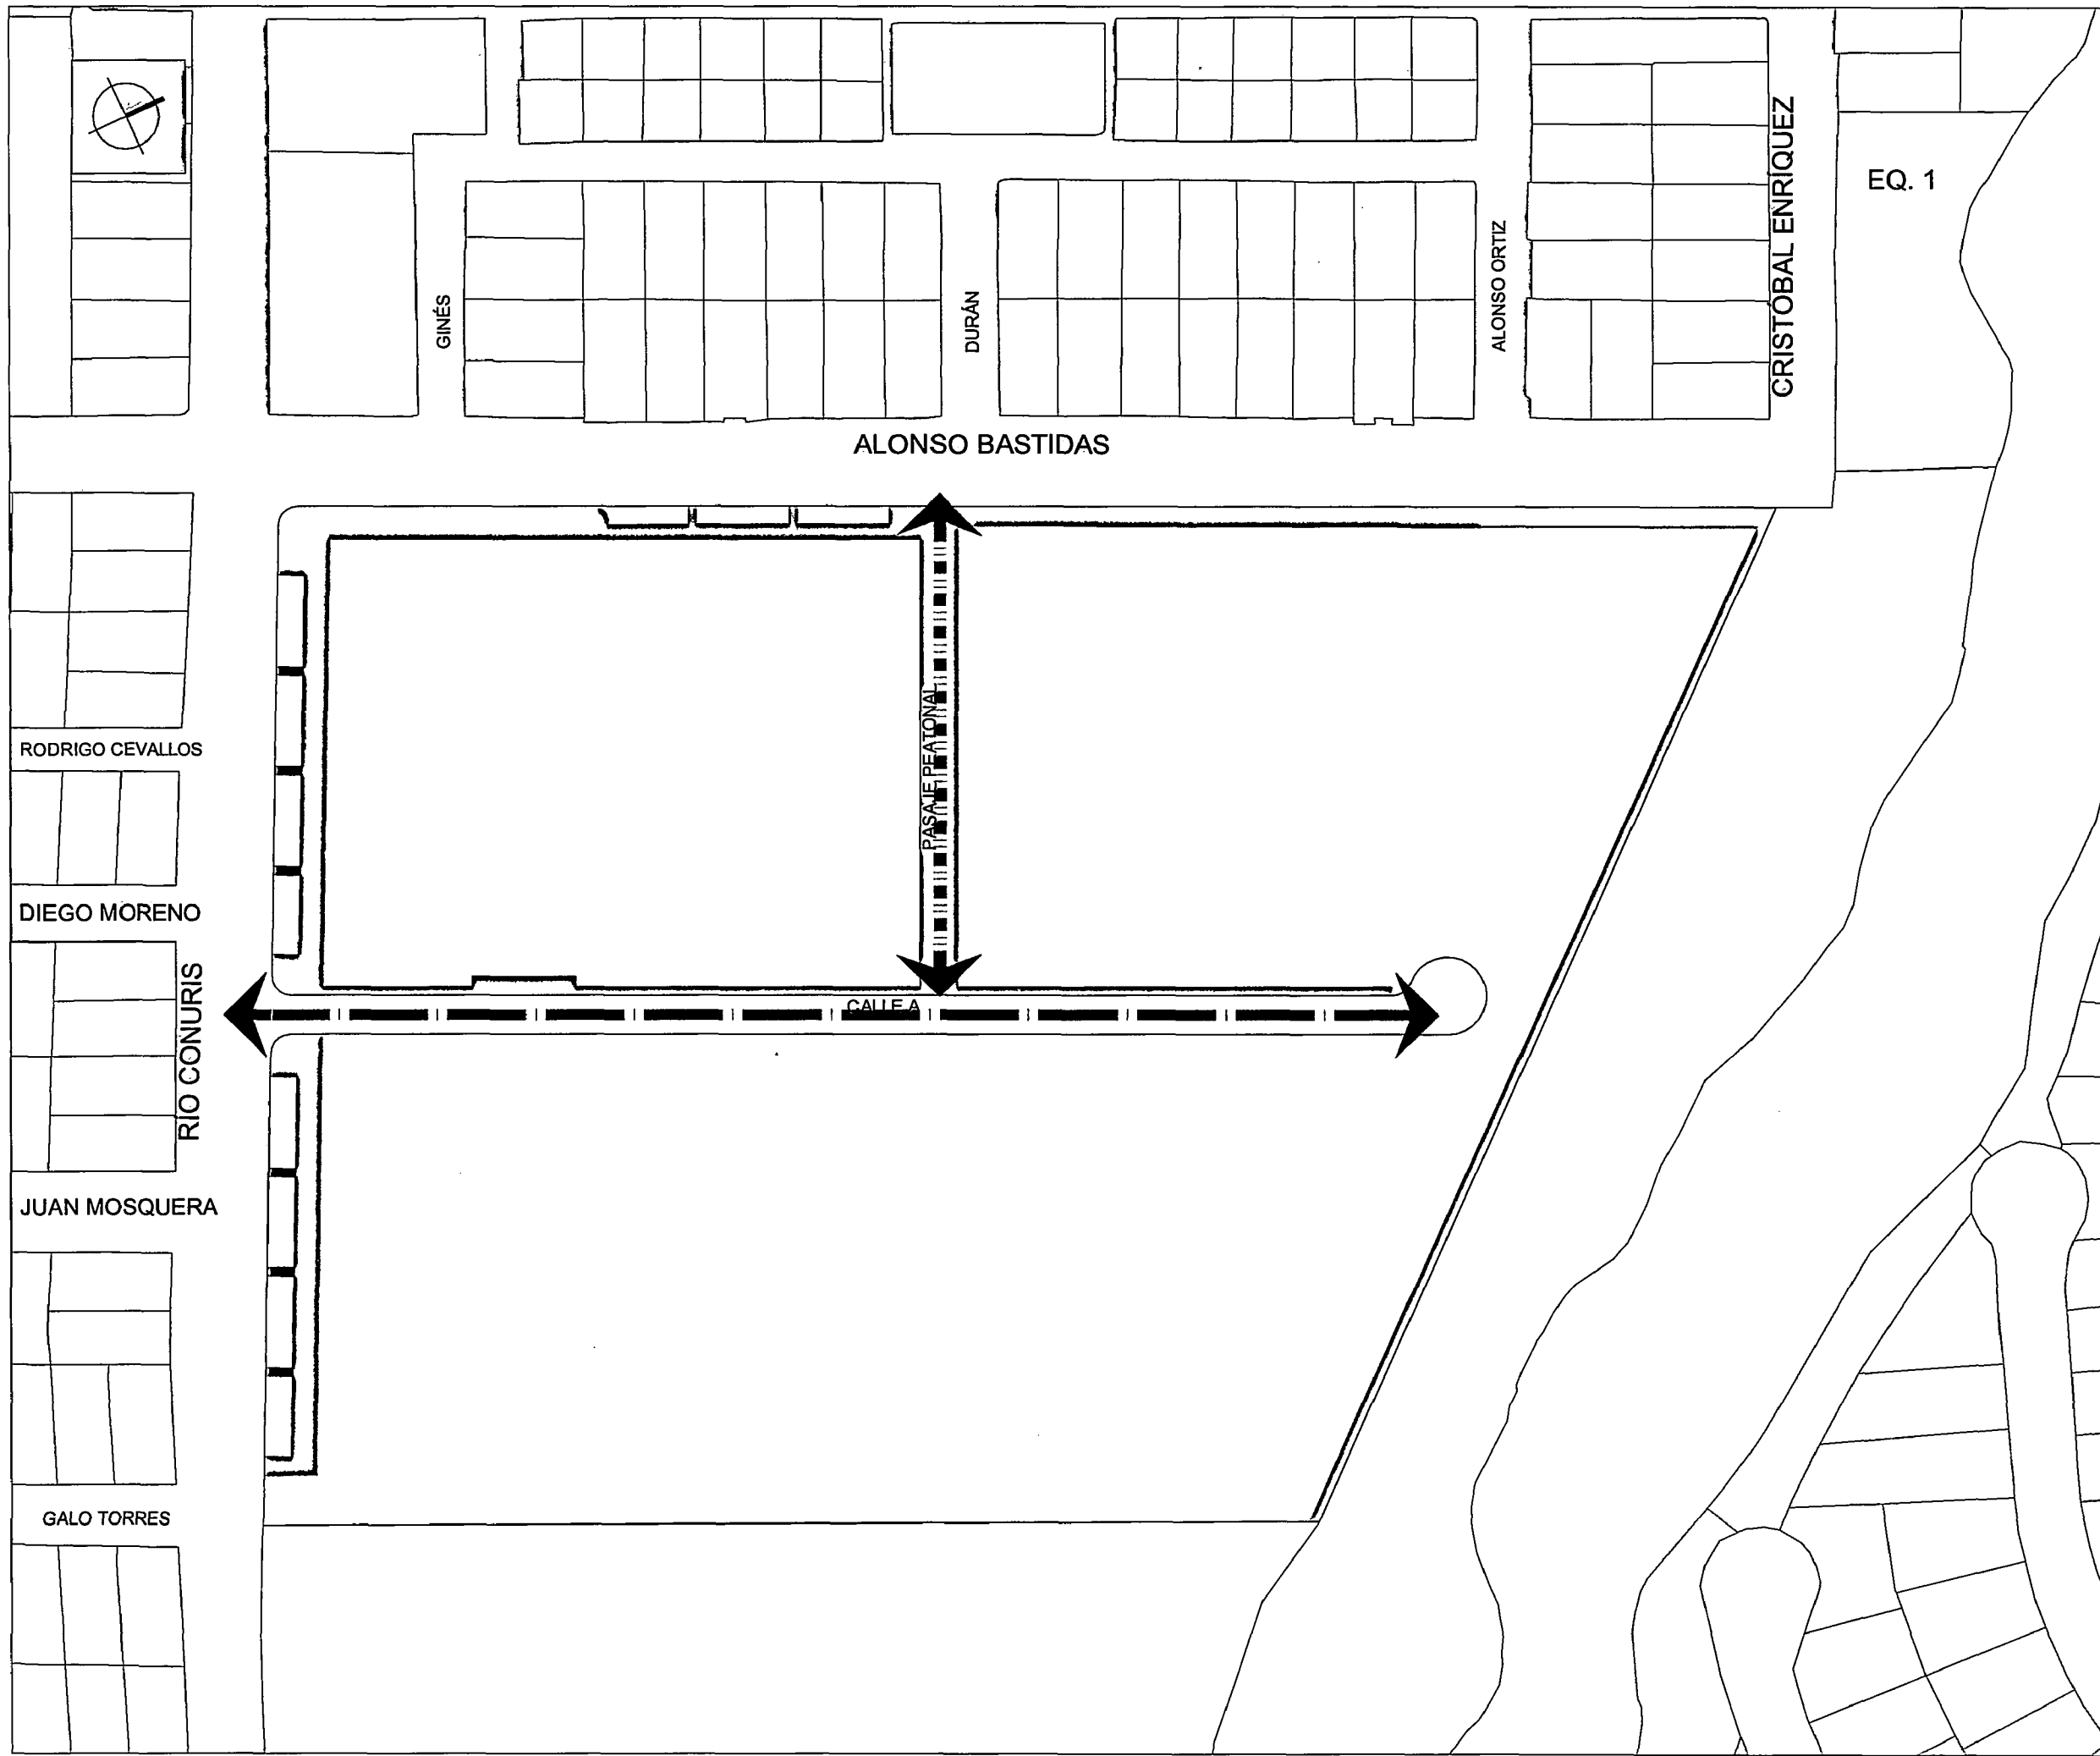 EQ. 1
CRISTOBAL ENRIQUEZ
ALONSO ORTIZ
DURÁN
GINÉS
ALONSO BASTIDAS
RODRIGO CEVALLOS
PASAJE PEATONAL
DIEGO MORENO
RIO CONURIS
CALLE A
JUAN MOSQUERA
GALO TORRES